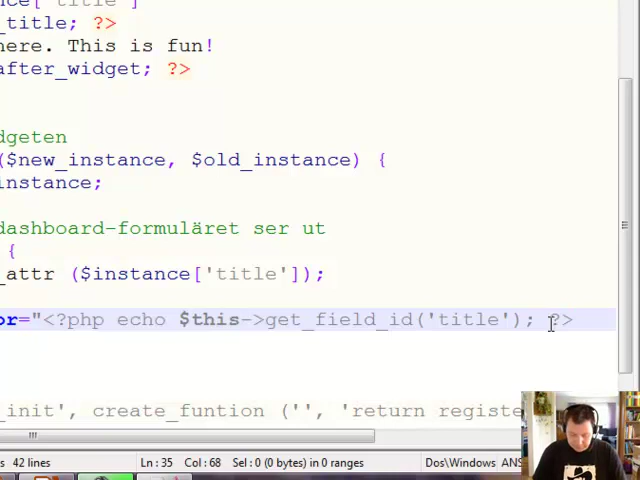 nce['title']
_title; ?>
here. This is fun!
after_widget; ?>
dgeten
($new_instance, $old_instance) {
instance;
dashboard-formuläret ser ut
{
_attr ($instance['title']);
or="<?php echo $this->get_field_id('title'); ?>
_init', create_funtion ('', 'return registe
s 42 lines Ln : 35 Col : 68 Sel : 0 (0 bytes) in 0 ranges Dos\Windows ANS